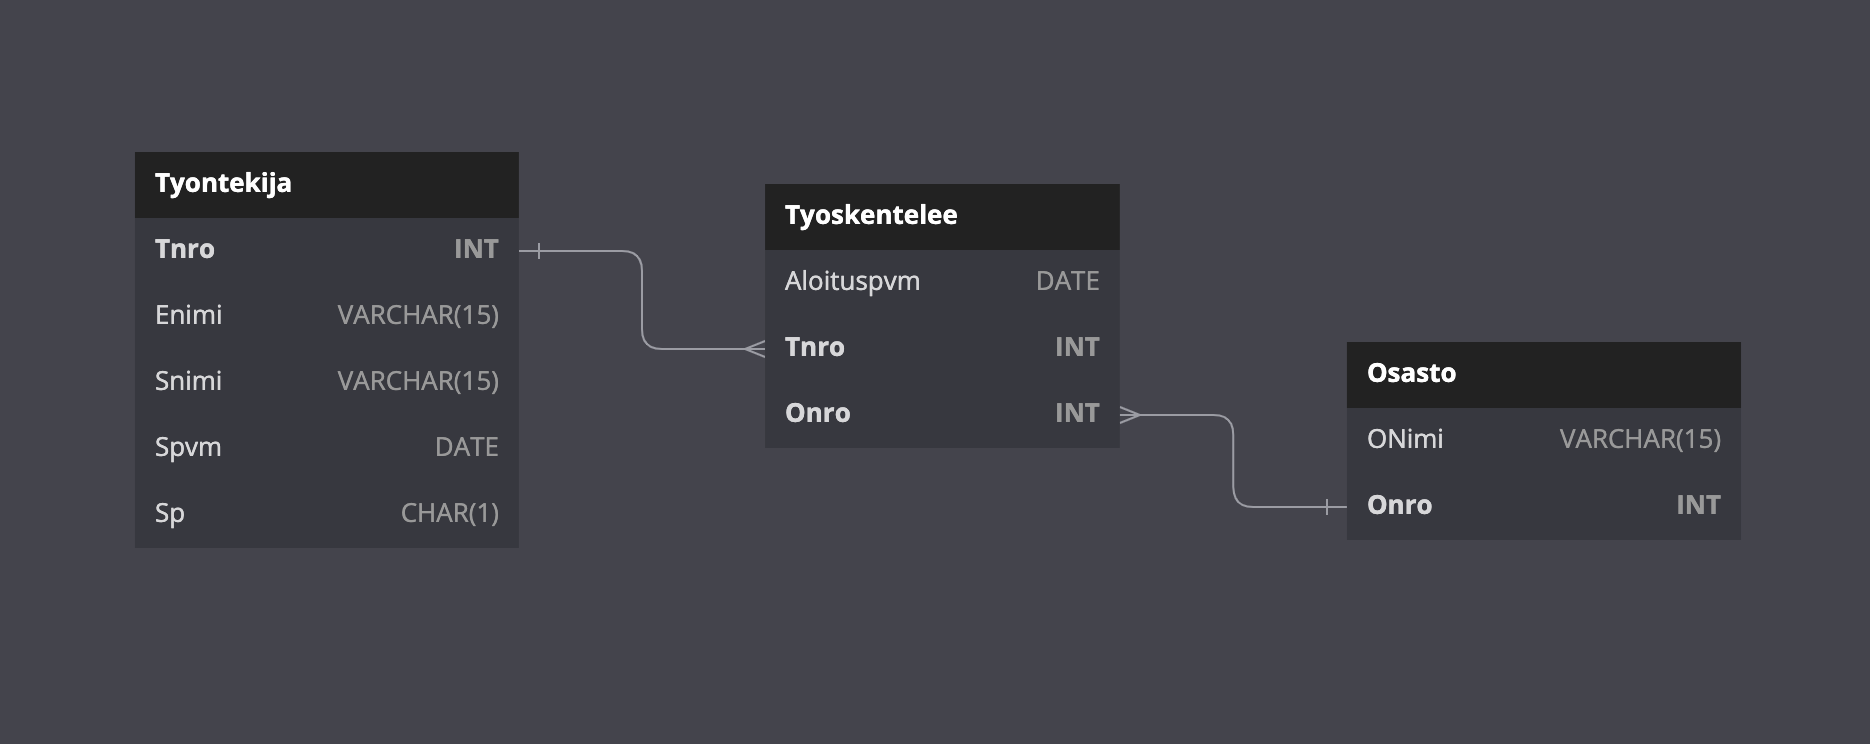 Tyontekija
Tnro INT
Enimi VARCHAR(15)
Snimi VARCHAR(15)
Spvm DATE
Sp CHAR(1)
Tyoskentelee
Aloituspvm DATE
Tnro INT
Onro INT
Osasto
ONimi VARCHAR(15)
Onro INT